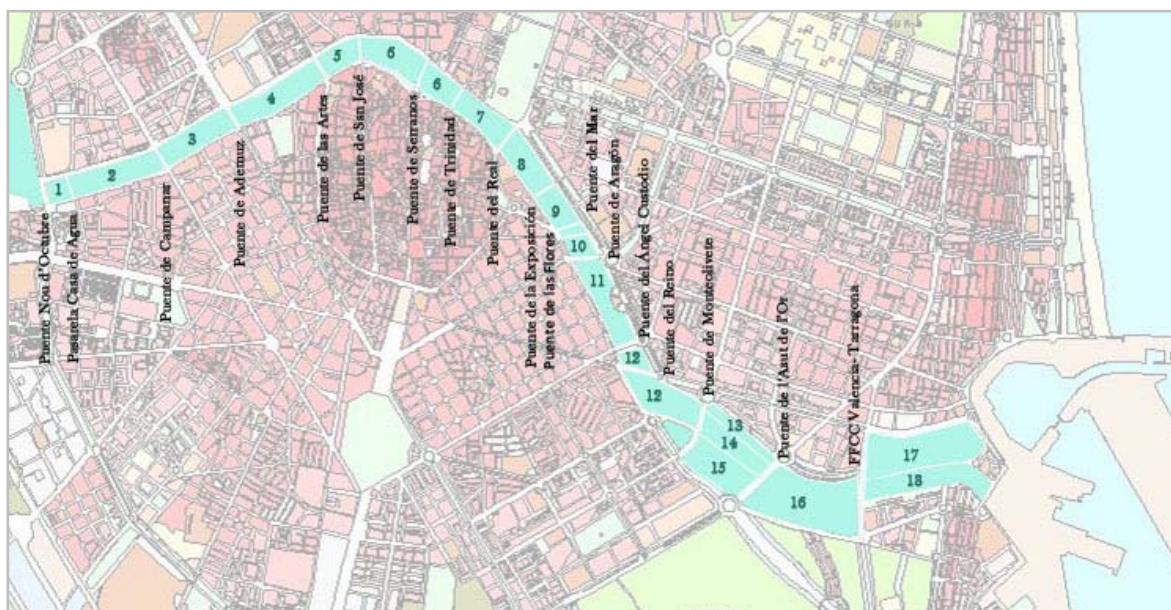 1
2
3
4
5
6
6
7
8
9
10
11
12
12
13
14
15
16
17
18
Puente Nou d'Octubre
Pasarela Casa de Agua
Puente de Campanar
Puente de Ademuz
Puente de las Artes
Puente de San José
Puente de Serranos
Puente de Trinidad
Puente del Real
Puente de la Exposición
Puente de las Flores
Puente del Mar
Puente de Aragón
Puente del Ángel Custodio
Puente del Reino
Puente de Monteolivete
Puente de l'Azut de l'Or
FFCC Valencia-Tarragona